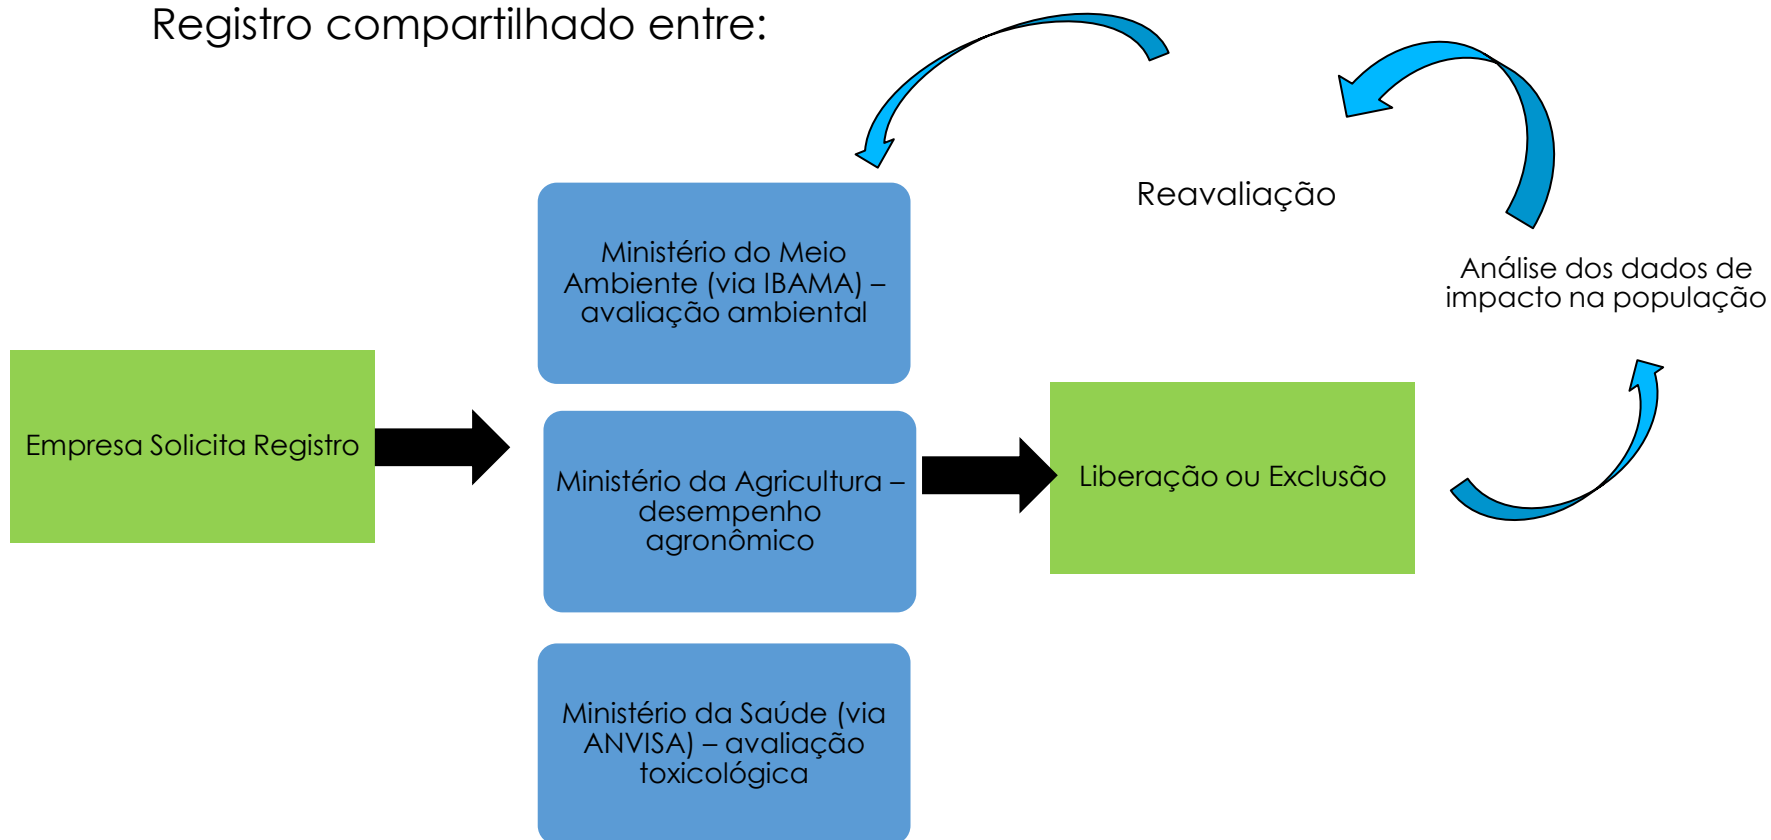 Registro compartilhado entre:
Empresa Solicita Registro
Ministério do Meio
Ambiente (via IBAMA) –
avaliação ambiental
Ministério da Agricultura –
desempenho
agronômico
Ministério da Saúde (via
ANVISA) – avaliação
toxicológica
Liberação ou Exclusão
Análise dos dados de
impacto na população
Reavaliação